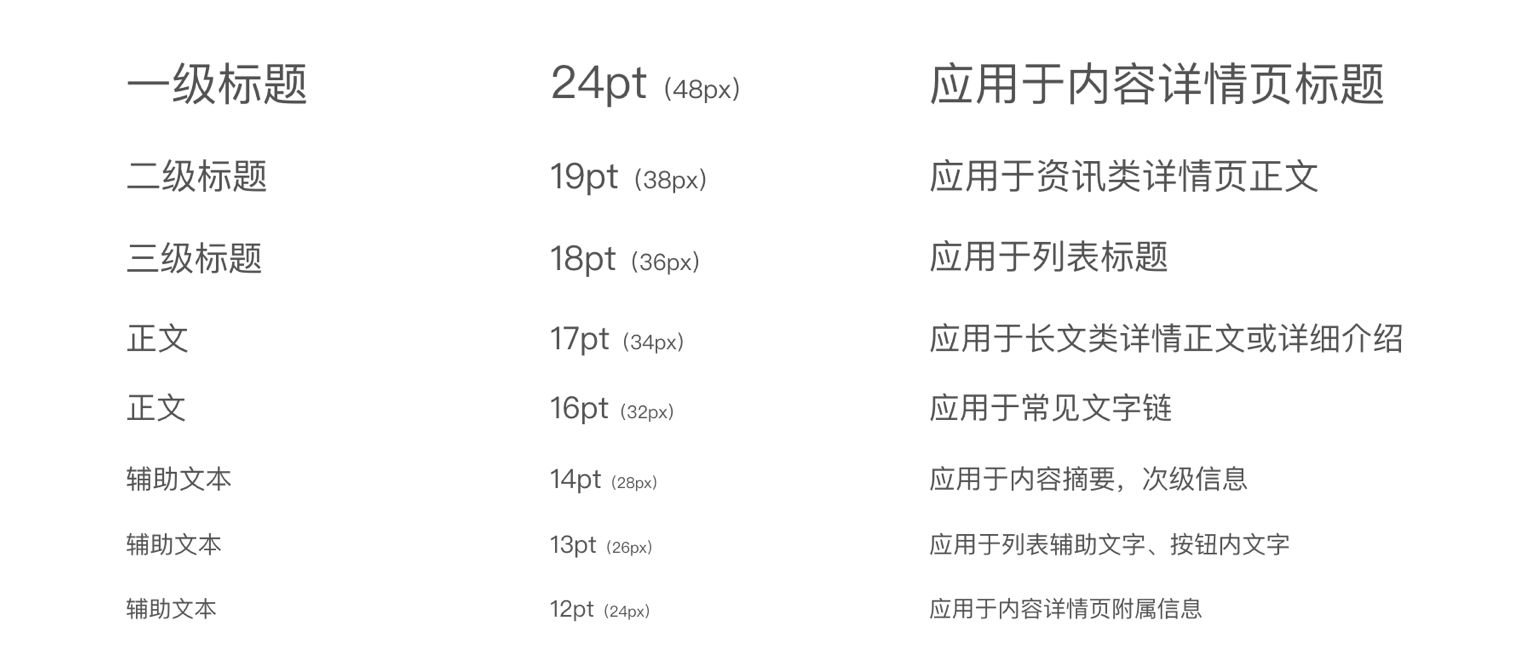 一级标题 24pt (48px) 应用于内容详情页标题
二级标题 19pt (38px) 应用于资讯类详情页正文
三级标题 18pt (36px) 应用于列表标题
正文 17pt (34px) 应用于长文类详情正文或详细介绍
正文 16pt (32px) 应用于常见文字链
辅助文本 14pt (28px) 应用于内容摘要，次级信息
辅助文本 13pt (26px) 应用于列表辅助文字、按钮内文字
辅助文本 12pt (24px) 应用于内容详情页附属信息